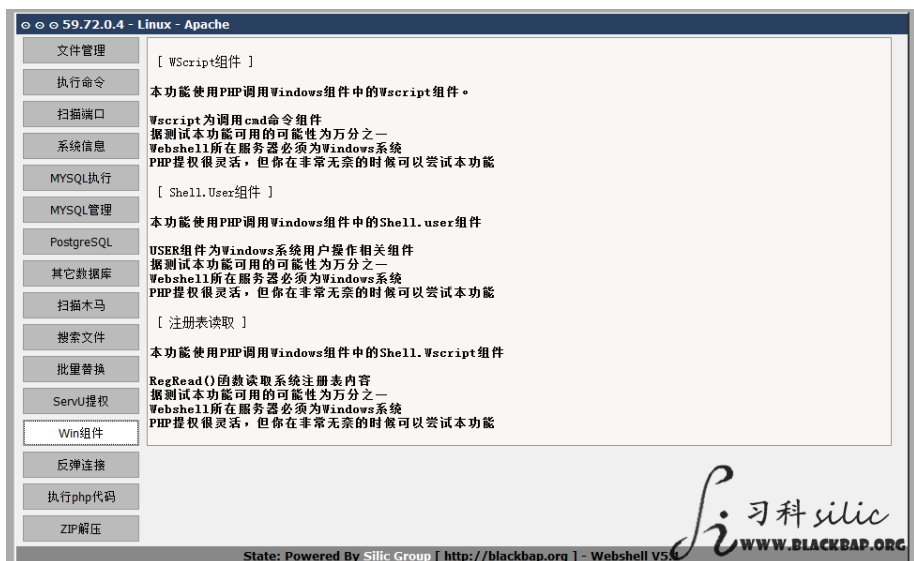 ⊙ ⊙ ⊙ 59.72.0.4 - Linux - Apache
文件管理
执行命令
扫描端口
系统信息
MYSQL执行
MYSQL管理
PostgreSQL
其它数据库
扫描木马
搜索文件
批量替换
ServU提权
Win组件
反弹连接
执行php代码
ZIP解压
[ WScript组件 ]
本功能使用PHP调用Windows组件中的Wscript组件。
Wscript为调用cmd命令组件
据测试本功能可用的可能性为万分之一
Webshell所在服务器必须为Windows系统
PHP提权很灵活，但你在非常无奈的时候可以尝试本功能
[ Shell.User组件 ]
本功能使用PHP调用Windows组件中的Shell.user组件
USER组件为Windows系统用户操作相关组件
据测试本功能可用的可能性为万分之一
Webshell所在服务器必须为Windows系统
PHP提权很灵活，但你在非常无奈的时候可以尝试本功能
[ 注册表读取 ]
本功能使用PHP调用Windows组件中的Shell.Wscript组件
RegRead()函数读取系统注册表内容
据测试本功能可用的可能性为万分之一
Webshell所在服务器必须为Windows系统
PHP提权很灵活，但你在非常无奈的时候可以尝试本功能
习科 silic
WWW.BLACKBAP.ORG
State: Powered By Silic Group [ http://blackbap.org ] - Webshell